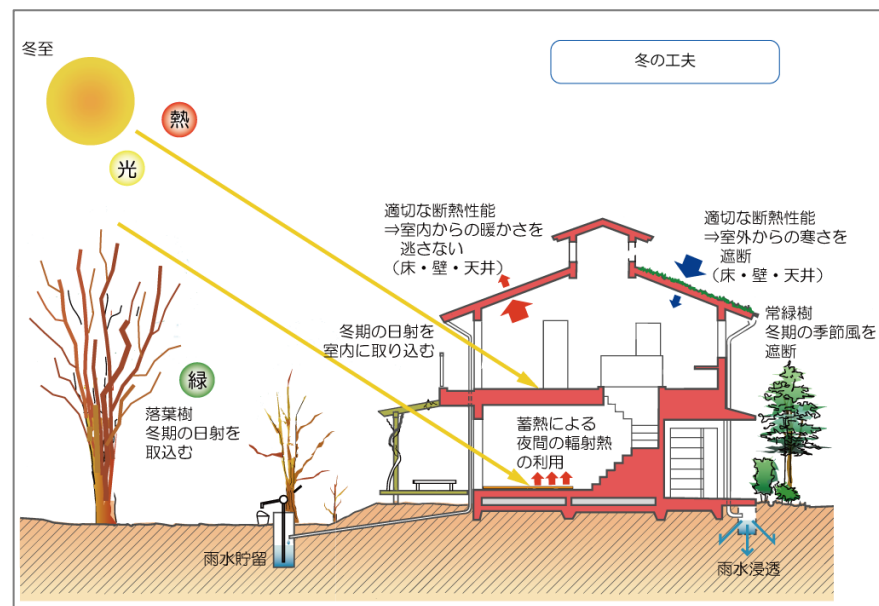 冬至
冬の工夫
熱
光
適切な断熱性能
⇒室内からの暖かさを
逃さない
（床・壁・天井）
適切な断熱性能
⇒室外からの寒さを
遮断
（床・壁・天井）
冬期の日射を
室内に取り込む
常緑樹
冬期の季節風を
遮断
緑
落葉樹
冬期の日射を
取込む
蓄熱による
夜間の輻射熱
の利用
雨水貯留
雨水浸透